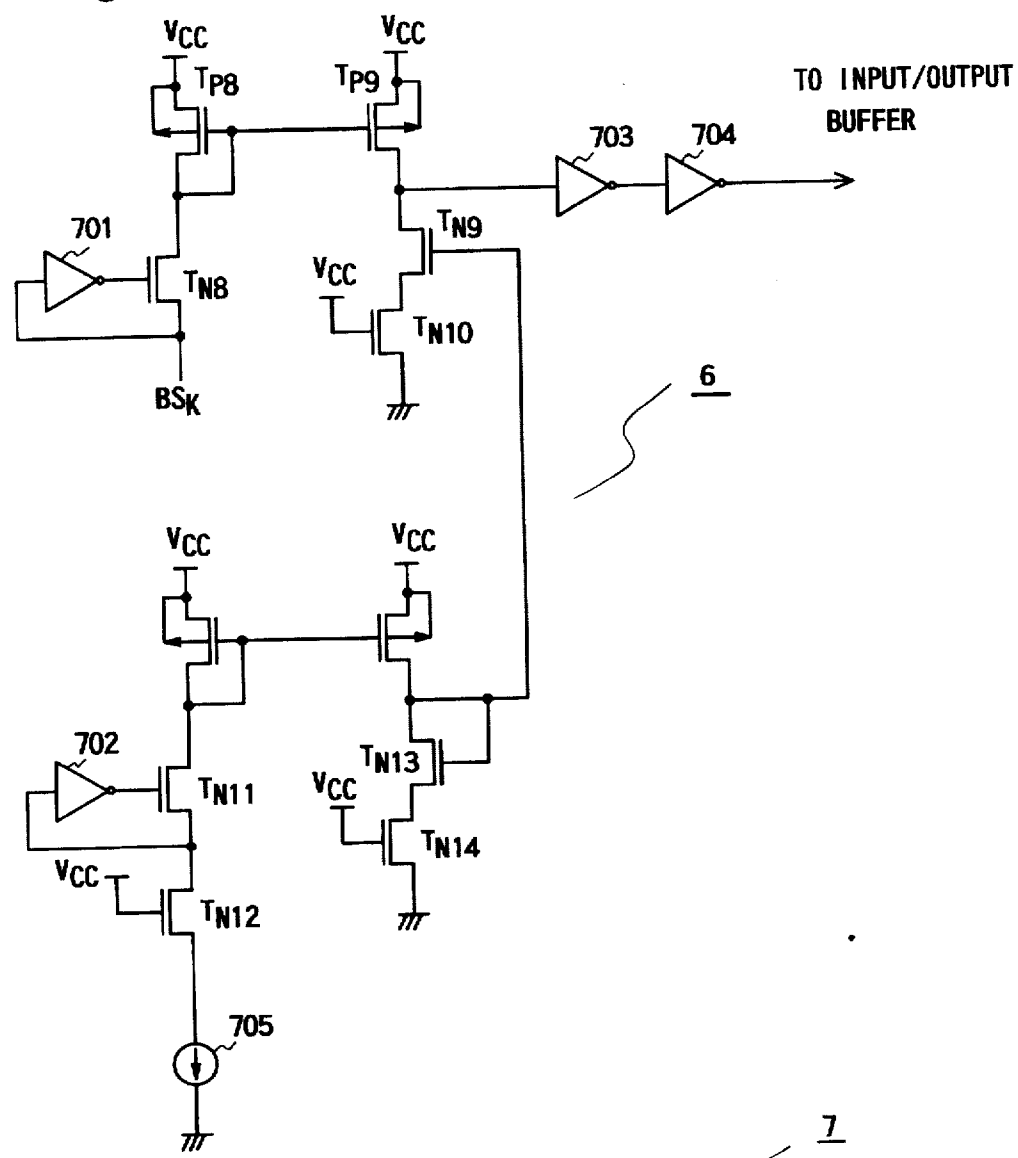 VCC
VCC
TP8
TP9
TO INPUT/OUTPUT
BUFFER
703
704
701
TN8
TN9
VCC
TN10
BSK
6
VCC
VCC
702
TN11
TN13
VCC
TN14
VCC
TN12
705
7